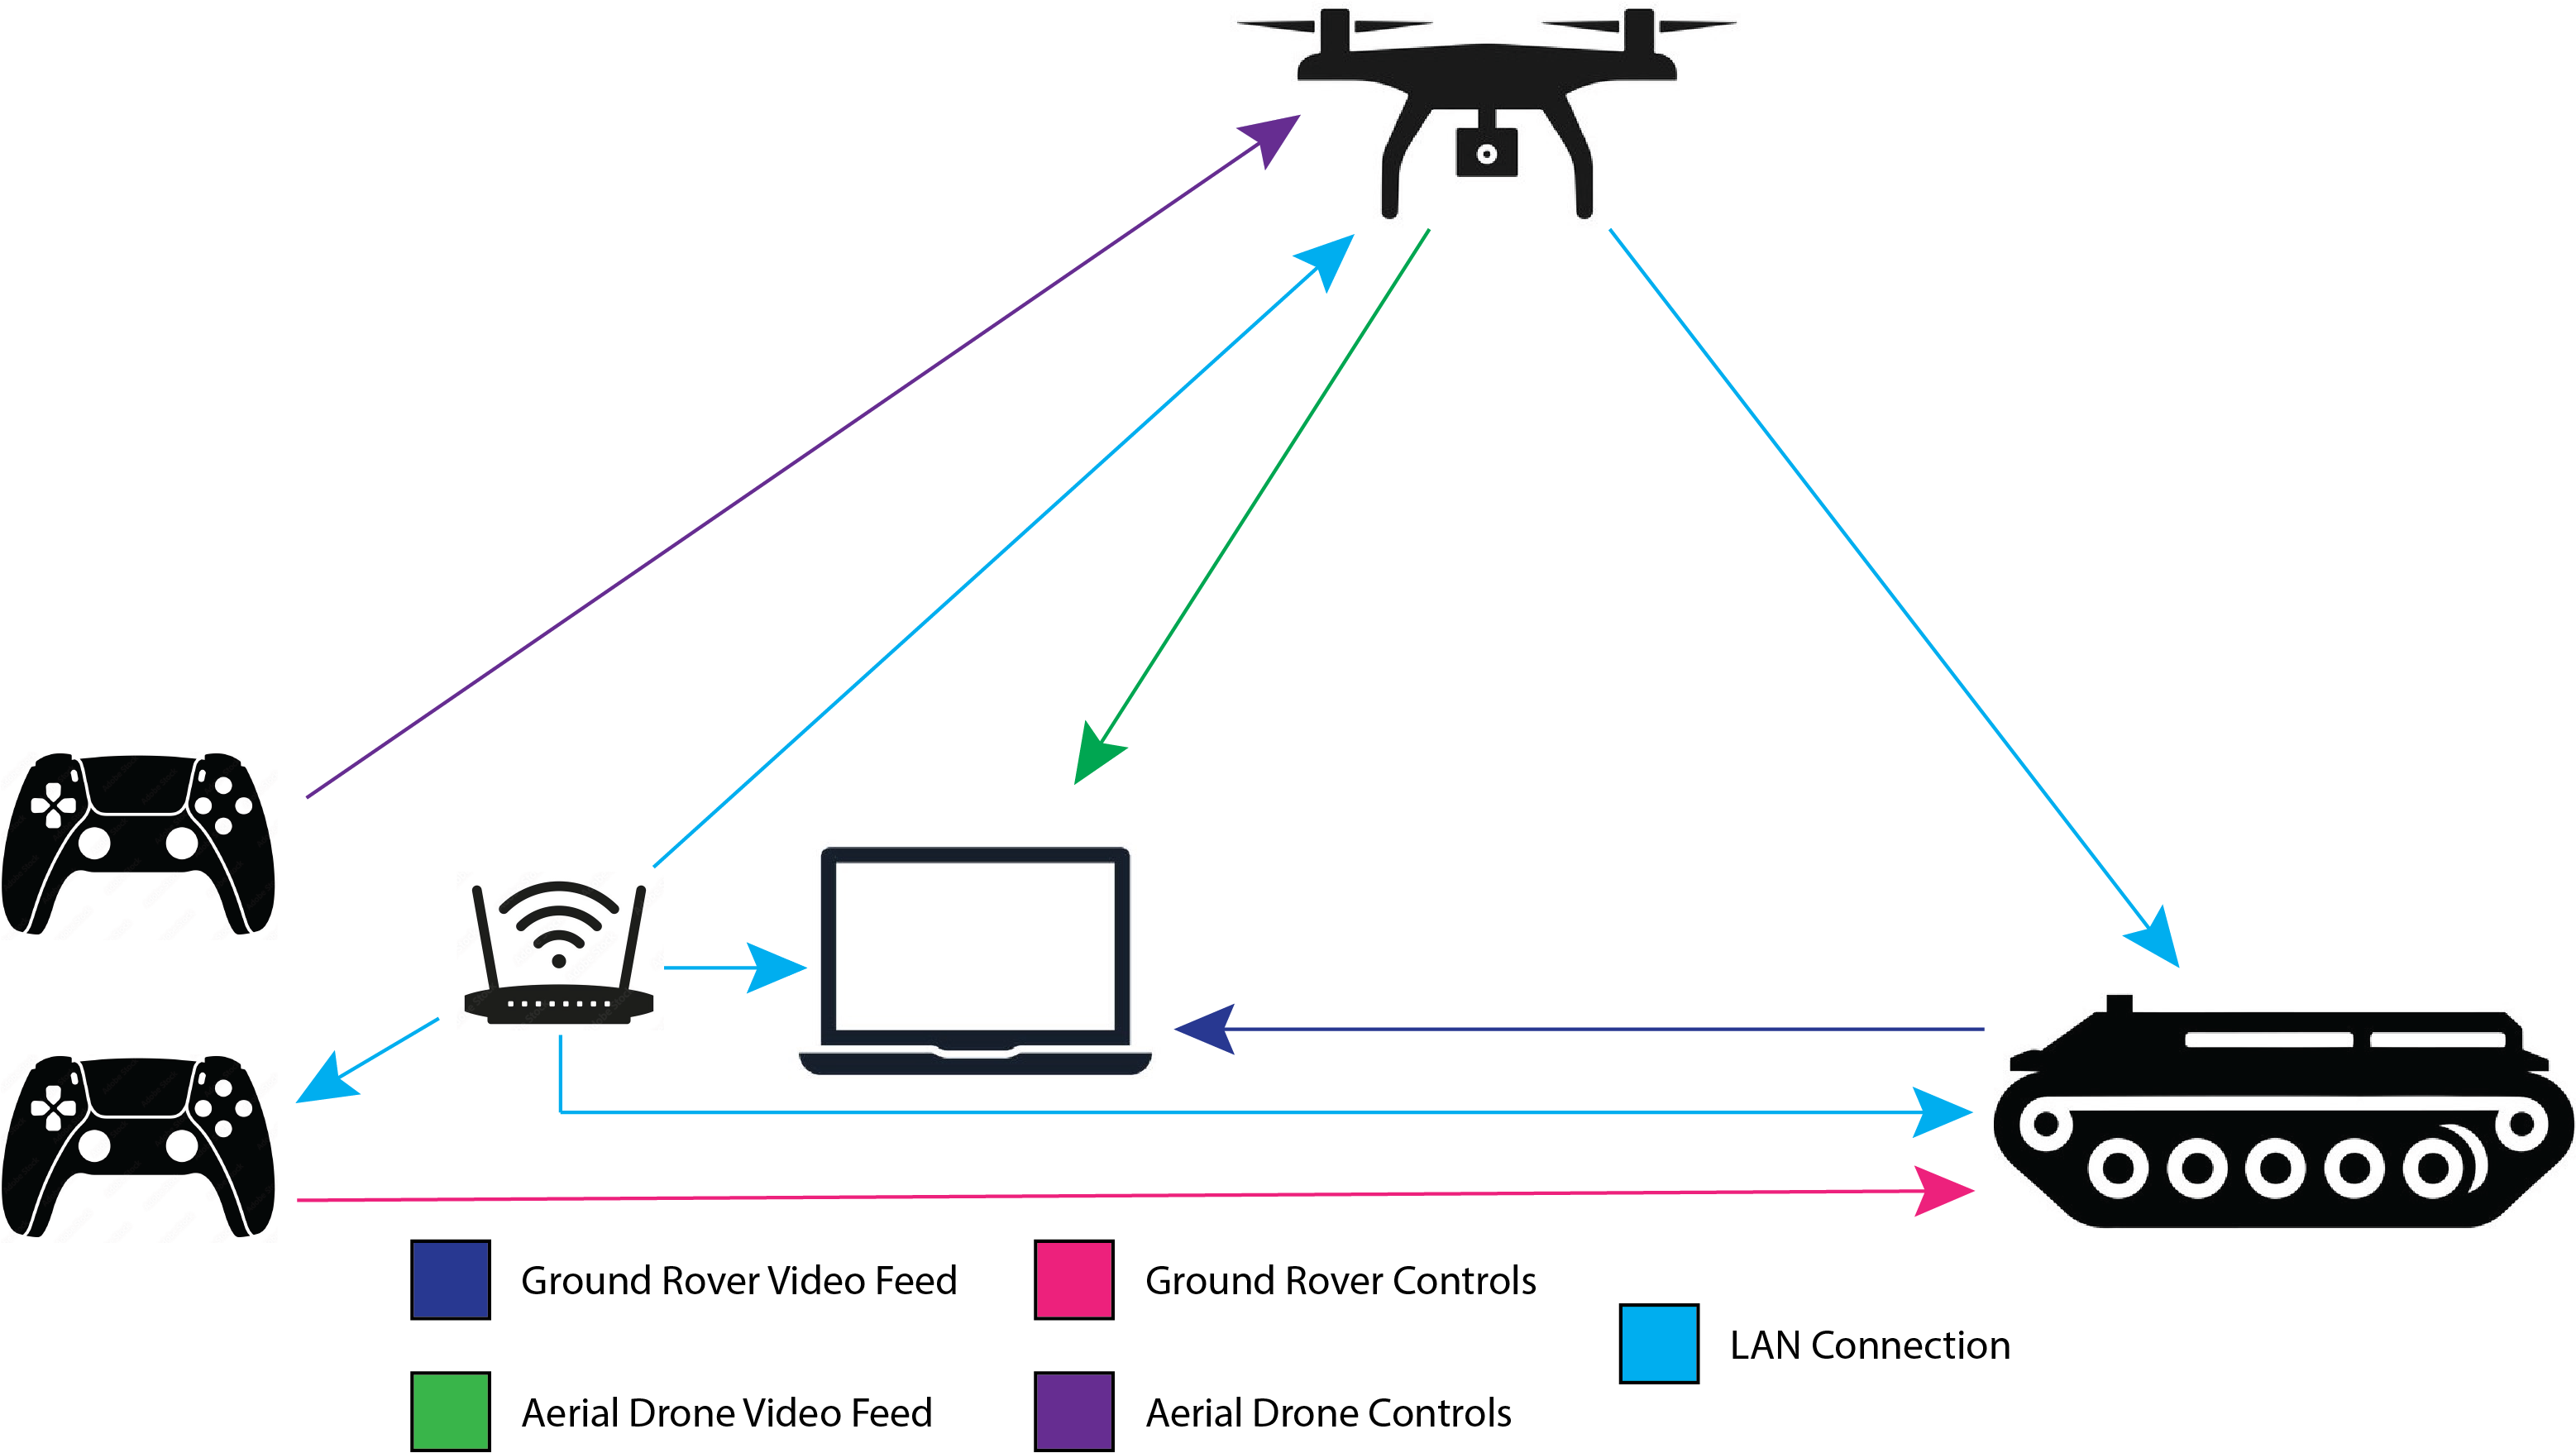 Ground Rover Video Feed
Ground Rover Controls
LAN Connection
Aerial Drone Video Feed
Aerial Drone Controls